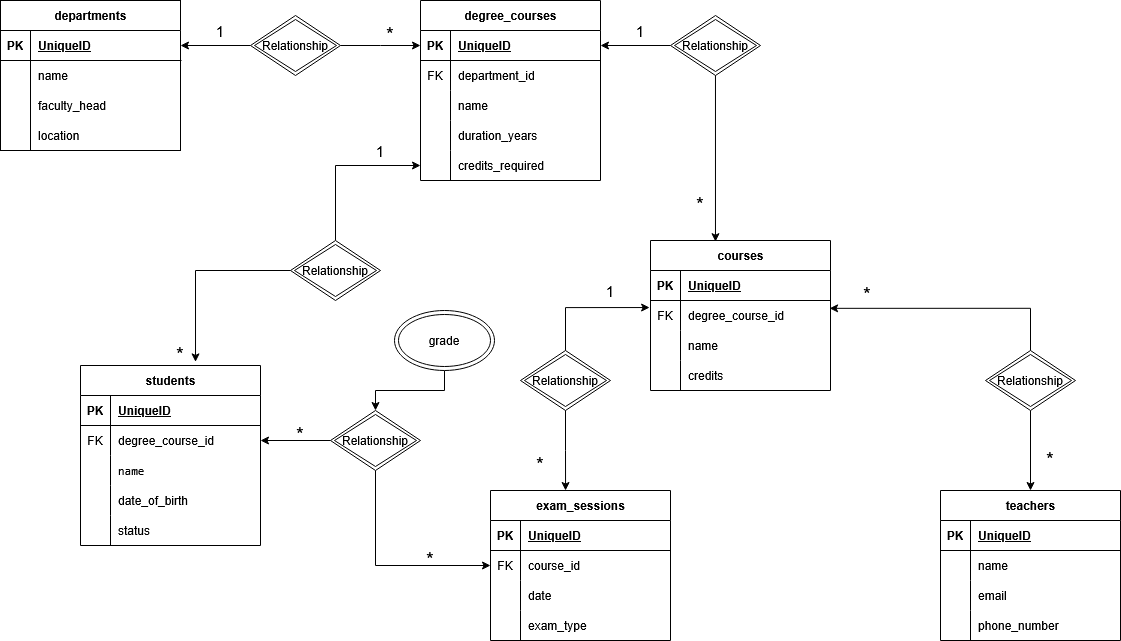 departments
PK UniqueID
name
faculty_head
location
1
Relationship
*
degree_courses
PK UniqueID
FK department_id
name
duration_years
credits_required
1
Relationship
*
1
Relationship
*
courses
PK UniqueID
FK degree_course_id
name
credits
students
PK UniqueID
FK degree_course_id
name
date_of_birth
status
grade
*
Relationship
*
1
Relationship
*
*
Relationship
*
exam_sessions
PK UniqueID
FK course_id
date
exam_type
teachers
PK UniqueID
name
email
phone_number